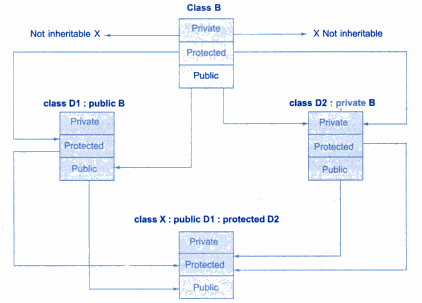 Class B
Private
Not inheritable X
X Not inheritable
Protected
Public
class D1 : public B
class D2 : private B
Private
Protected
Public
Private
Protected
Public
class X : public D1 : protected D2
Private
Protected
Public